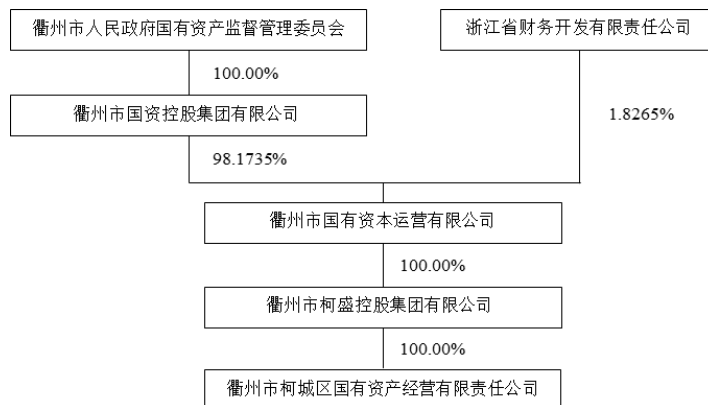 衢州市人民政府国有资产监督管理委员会
浙江省财务开发有限责任公司
100.00%
衢州市国资控股集团有限公司
1.8265%
98.1735%
衢州市国有资本运营有限公司
100.00%
衢州市柯盛控股集团有限公司
100.00%
衢州市柯城区国有资产经营有限责任公司